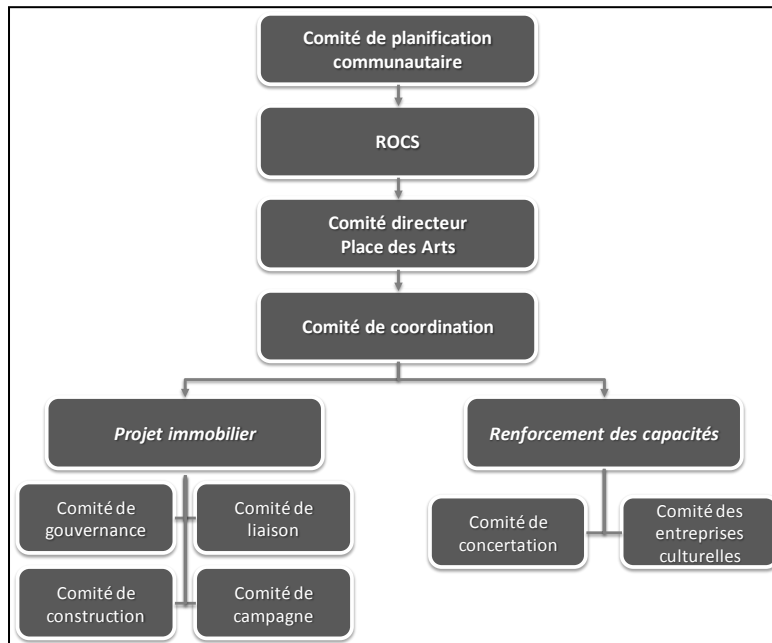 Comité de planification
communautaire
ROCS
Comité directeur
Place des Arts
Comité de coordination
Projet immobilier
Renforcement des capacités
Comité de
gouvernance
Comité de
liaison
Comité de
construction
Comité de
campagne
Comité de
concertation
Comité des
entreprises
culturelles